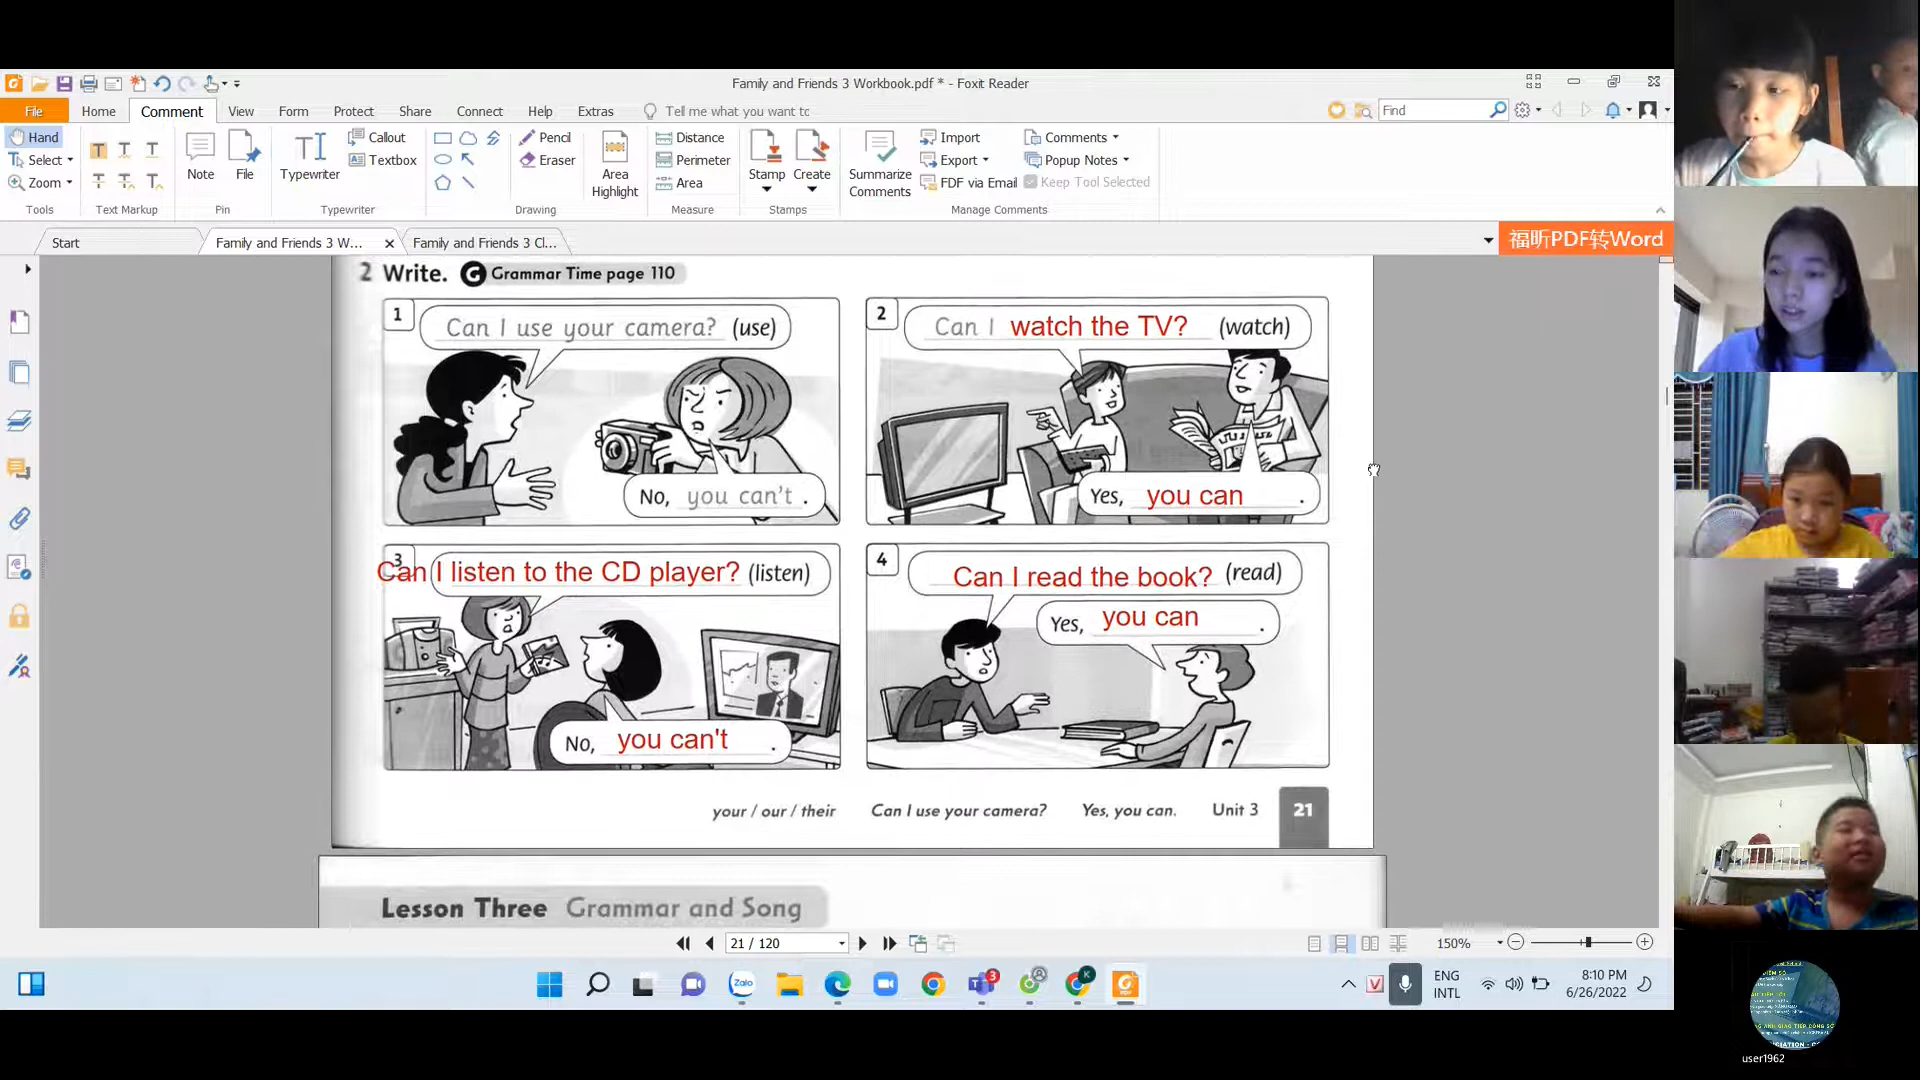 Family and Friends 3 Workbook.pdf * - Foxit Reader
File Home Comment View Form Protect Share Connect Help Extras Tell me what you want to Find
Hand
Select
Zoom
Tools
Text Markup
Note
File
Pin
Typewriter
Callout
Textbox
Typewriter
Pencil
Eraser
Drawing
Area
Highlight
Distance
Perimeter
Area
Measure
Stamp
Create
Stamps
Summarize
Comments
Import
Export
FDF via Email
Comments
Popup Notes
Keep Tool Selected
Manage Comments
Start
Family and Friends 3 W...
Family and Friends 3 Cl...
福昕PDF转Word
2 Write. G Grammar Time page 110
1
Can I use your camera? (use)
No, you can't .
2
Can I watch the TV? (watch)
Yes, you can .
3
Can I listen to the CD player? (listen)
No, you can't .
4
Can I read the book? (read)
Yes, you can .
your / our / their Can I use your camera? Yes, you can. Unit 3 21
Lesson Three Grammar and Song
21 / 120
150%
Zalo
3
K
V
ENG
INTL
8:10 PM
6/26/2022
user1962